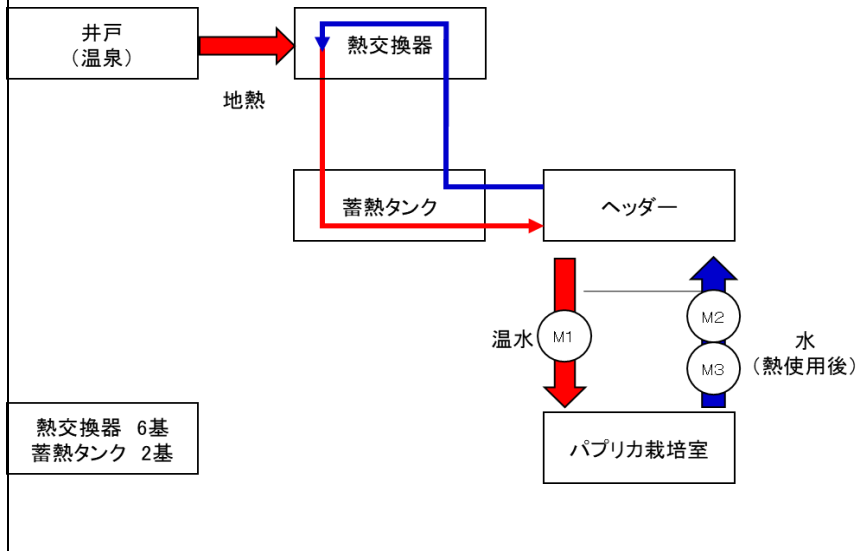 井戸
（温泉）
熱交換器
地熱
蓄熱タンク
ヘッダー
温水
M1
M2
M3
水
（熱使用後）
熱交換器 6基
蓄熱タンク 2基
パプリカ栽培室